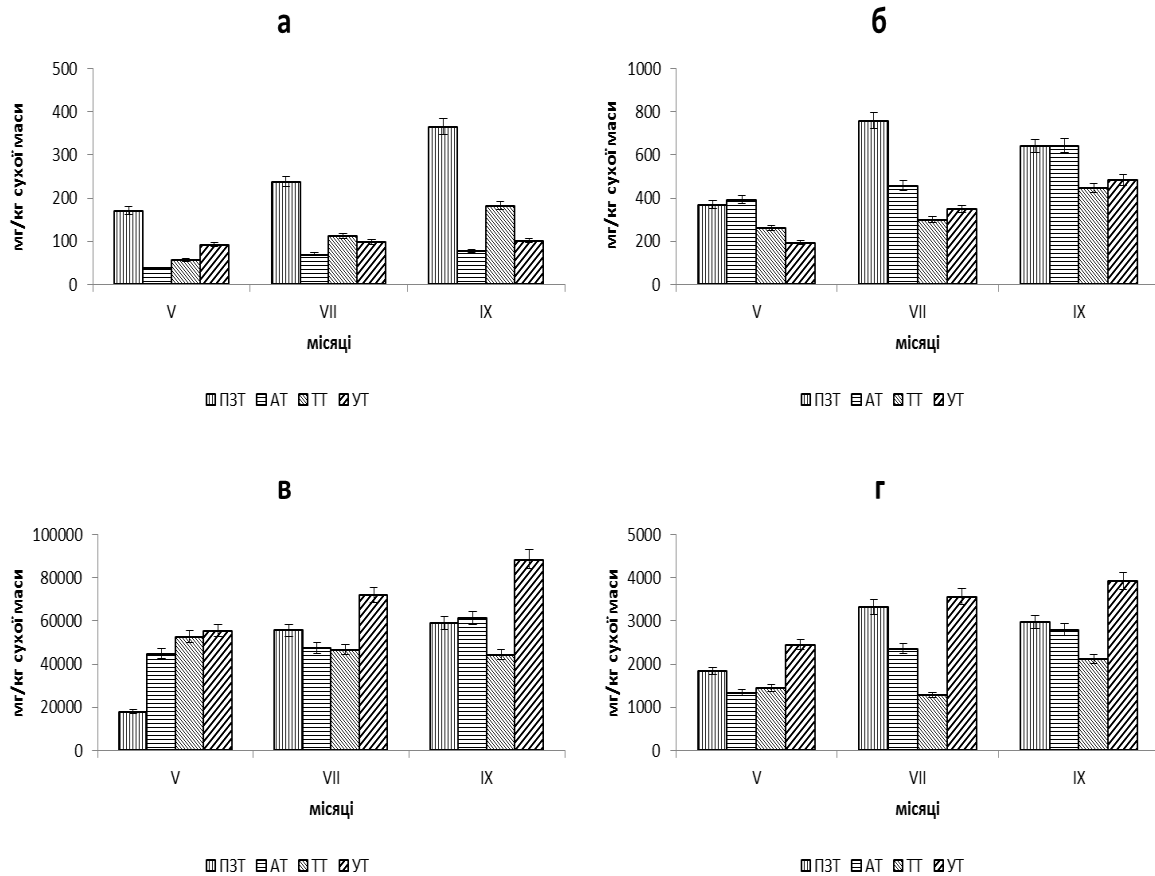 а
мг/кг сухої маси
500
400
300
200
100
0
V VII IX
місяці
ПЗТ АТ ТТ УТ
б
мг/кг сухої маси
1000
800
600
400
200
0
V VII IX
місяці
ПЗТ АТ ТТ УТ
в
мг/кг сухої маси
100000
80000
60000
40000
20000
0
V VII IX
місяці
ПЗТ АТ ТТ УТ
г
мг/кг сухої маси
5000
4000
3000
2000
1000
0
V VII IX
місяці
ПЗТ АТ ТТ УТ